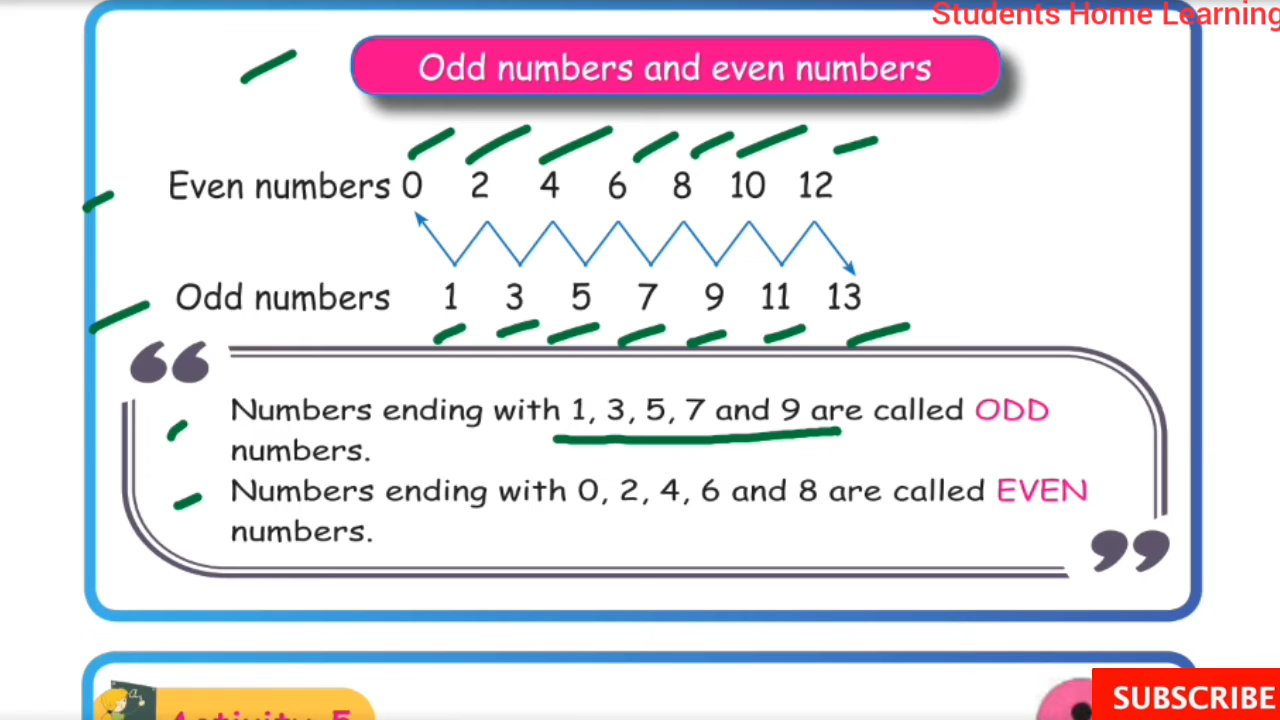 Students Home Learning
Odd numbers and even numbers
Even numbers 0 2 4 6 8 10 12
Odd numbers 1 3 5 7 9 11 13
“
Numbers ending with 1, 3, 5, 7 and 9 are called ODD
numbers.
Numbers ending with 0, 2, 4, 6 and 8 are called EVEN
numbers.
”
Activity 5
SUBSCRIBE